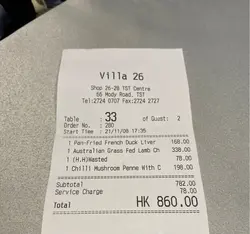 Villa 26
Shop 26-28 TST Centre
66 Mody Road, TST
Tel:2724 0707 Fax:2724 2727
Table : 33 # of Guest: 2
Order No. : 280
Start Time : 21/11/08 17:35
1 Pan-Fried French Duck Liver 168.00
1 Australian Grass Fed Lamb Ch 338.00
1 (H.H)Wasted 78.00
1 Chilli Mushroom Penne With C 198.00
Subtotal 782.00
Service Charge 78.00
Total HK 860.00